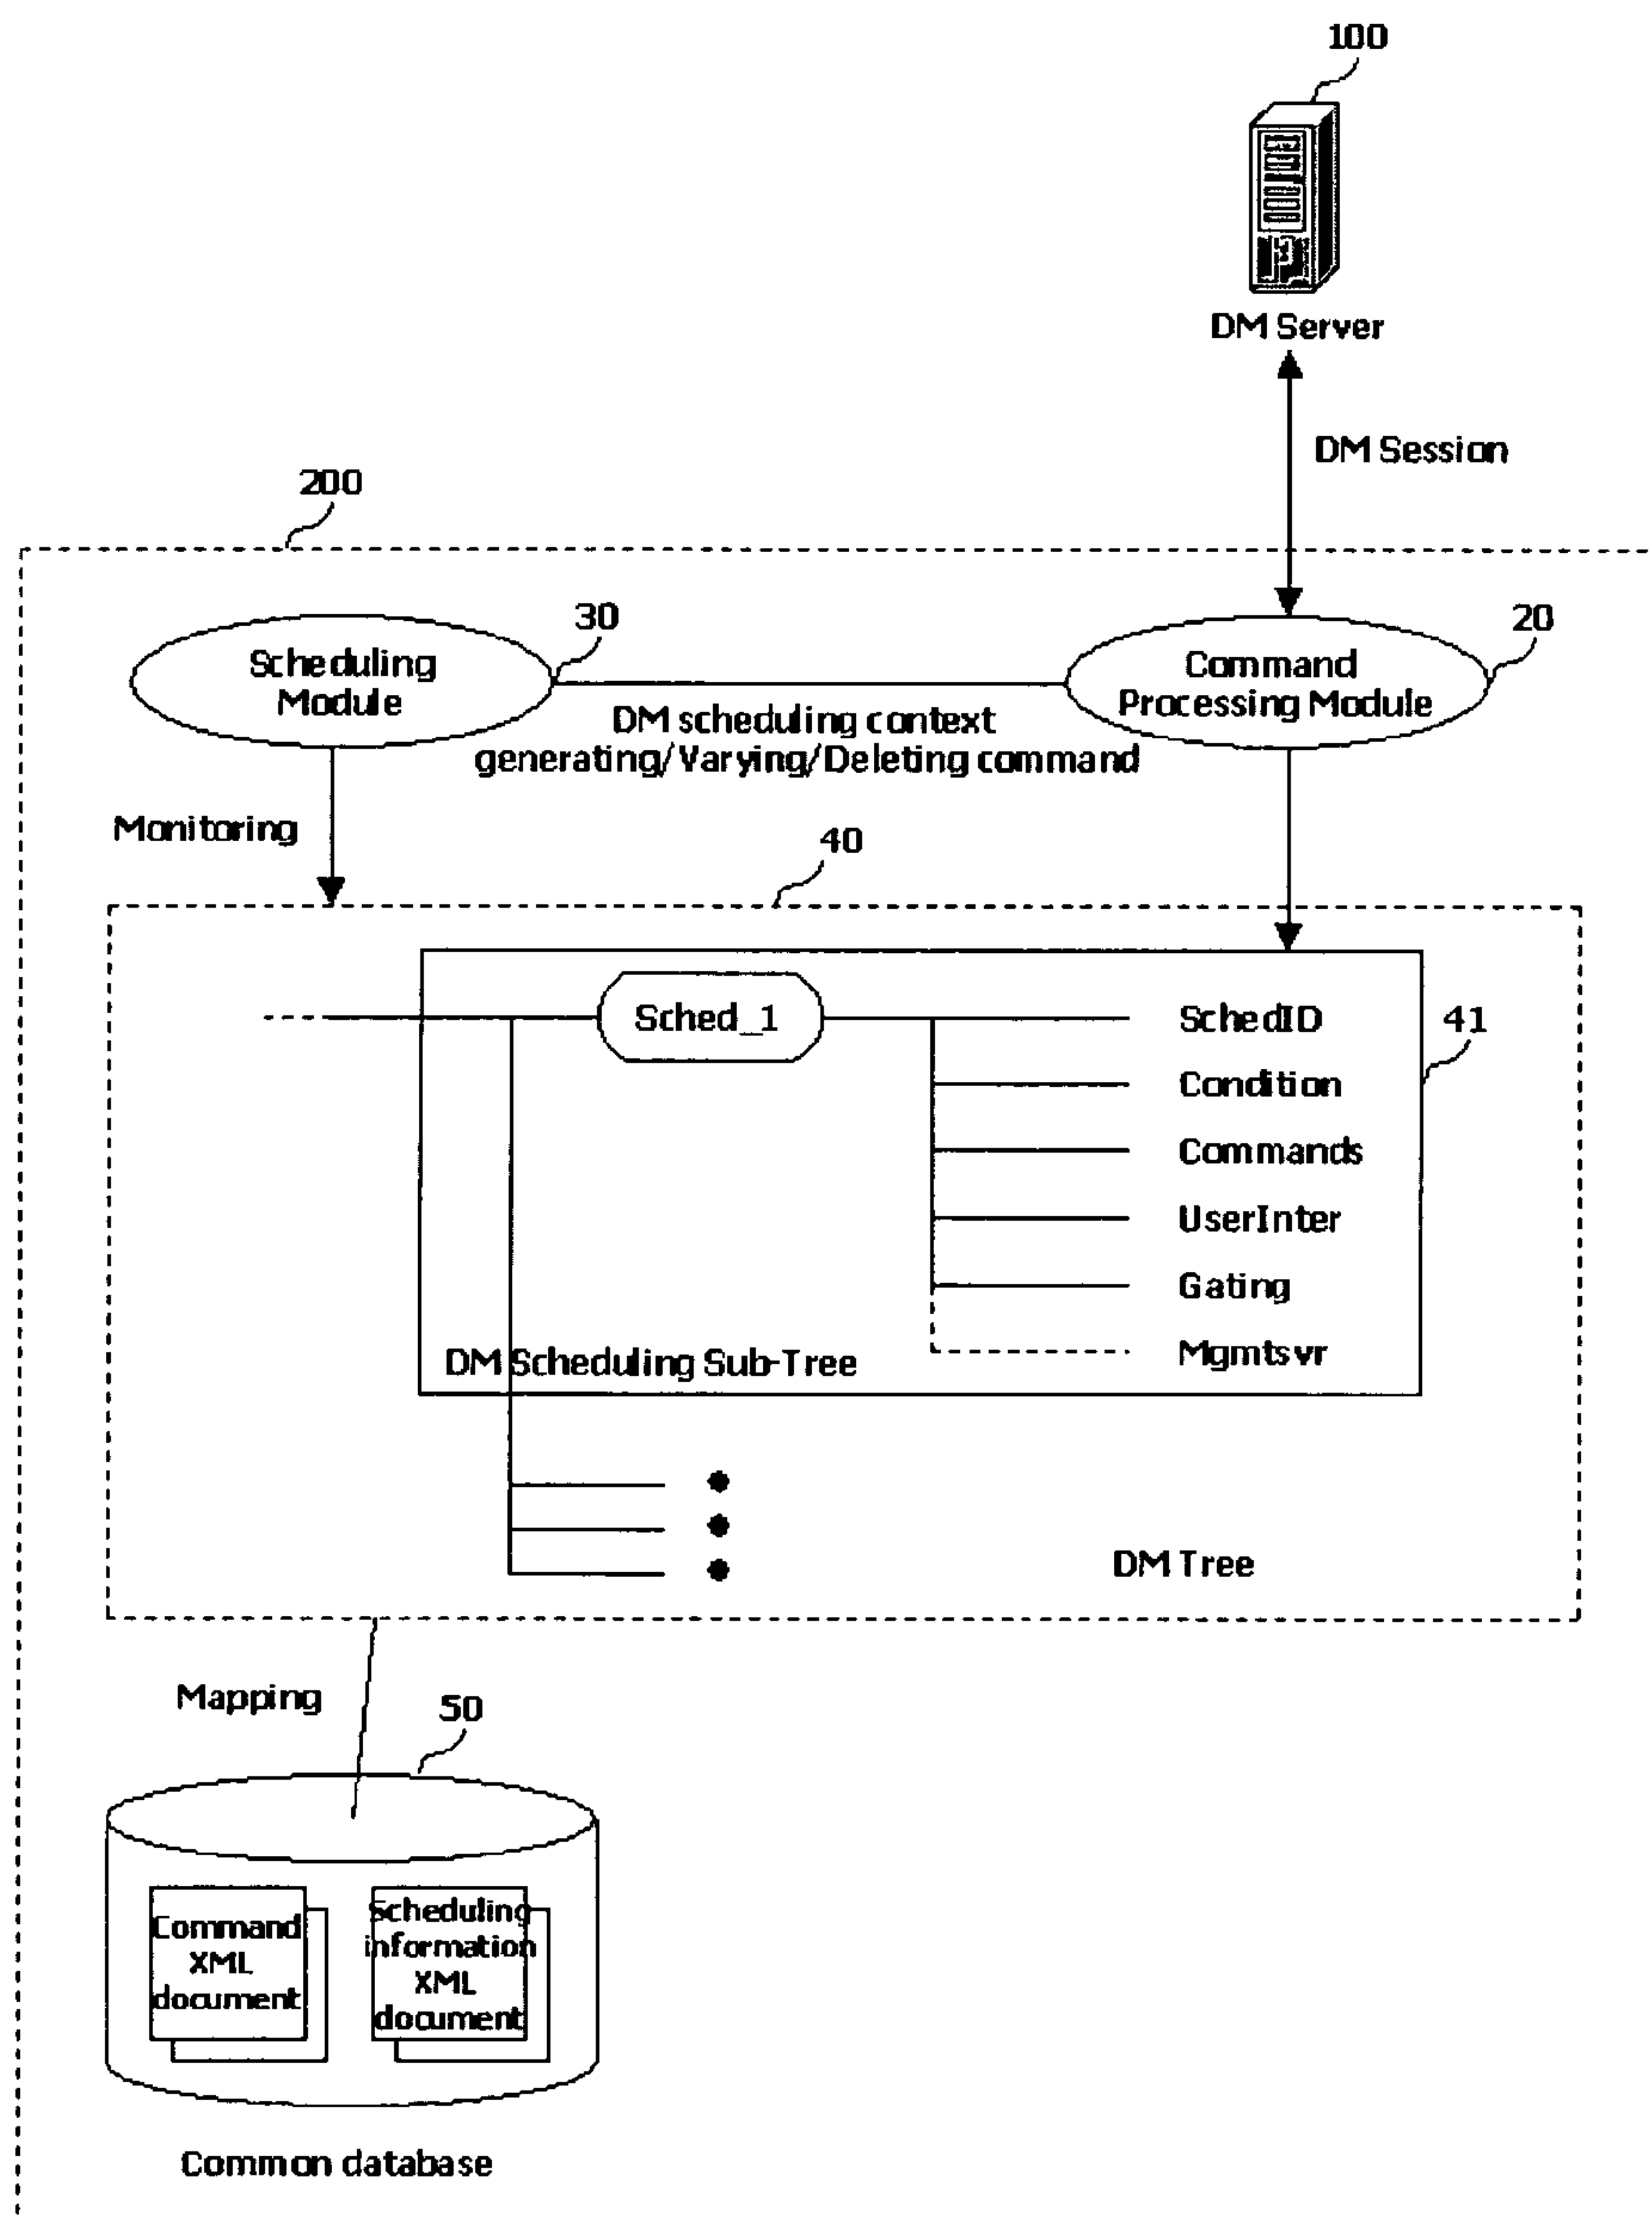 100
DM Server
DM Session
200
30
20
Scheduling
Module
Command
Processing Module
DM scheduling context
generating/Varying/Deleting command
Monitoring
40
Sched_1
SchedID
41
Condition
Commands
UserInter
Gating
Mgmtsvr
DM Scheduling Sub-Tree
DM Tree
Mapping
50
Command
XML
document
Scheduling
information
XML
document
Common database